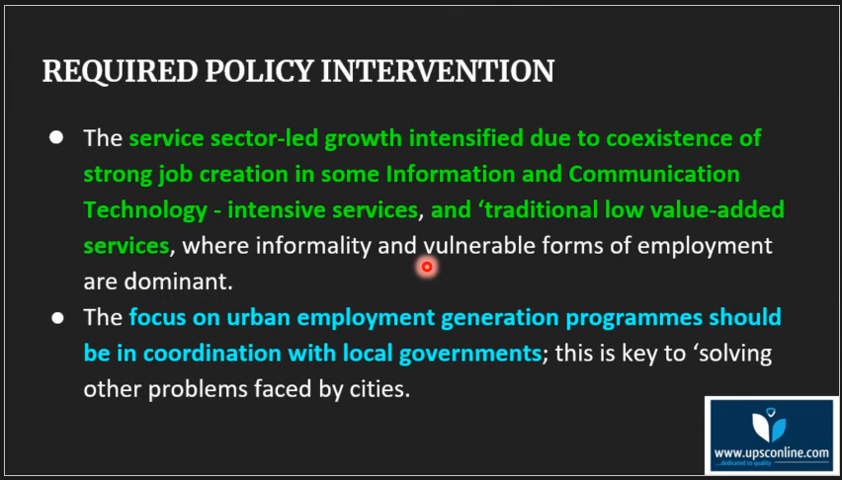 REQUIRED POLICY INTERVENTION
● The service sector-led growth intensified due to coexistence of
strong job creation in some Information and Communication
Technology - intensive services, and ‘traditional low value-added
services, where informality and vulnerable forms of employment
are dominant.
● The focus on urban employment generation programmes should
be in coordination with local governments; this is key to ‘solving
other problems faced by cities.
www.upsconline.com
...dedicated to quality